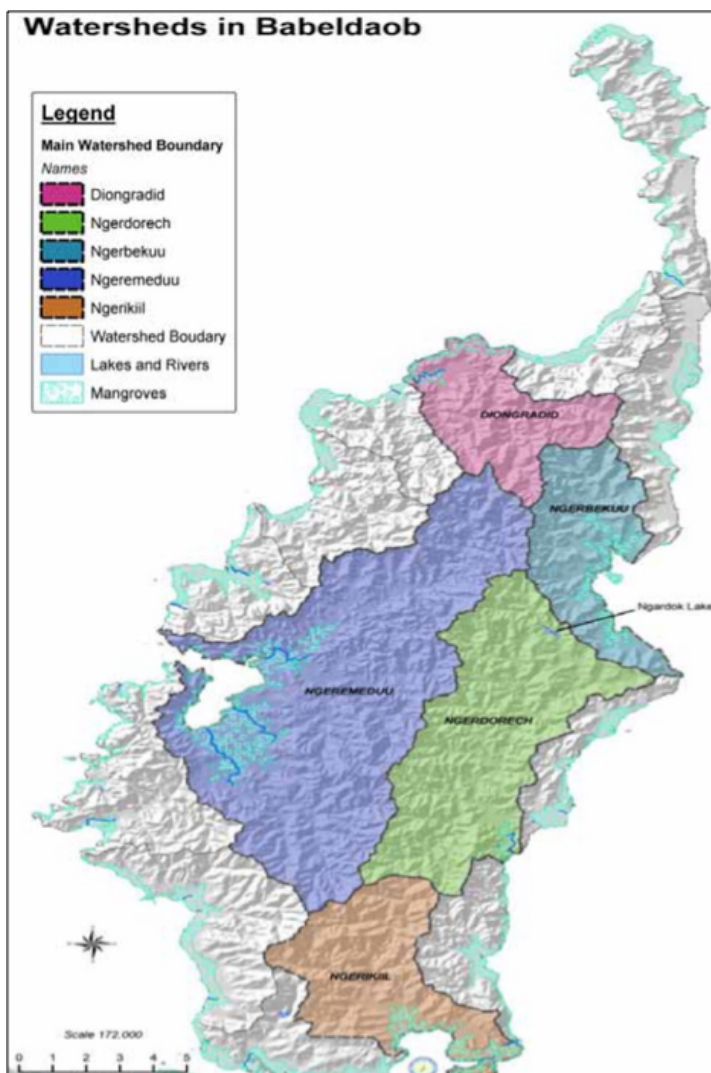 Watersheds in Babeldaob
Legend
Main Watershed Boundary
Names
Diongradid
Ngerdorech
Ngerbekuu
Ngeremeduu
Ngerikiil
Watershed Boudary
Lakes and Rivers
Mangroves
DIONGRADID
NGERBEKUU
Ngardok Lake
NGEREMEDUU
NGERDORECH
NGERIKIIL
Scale 172,000
0 1 2 3 4 5